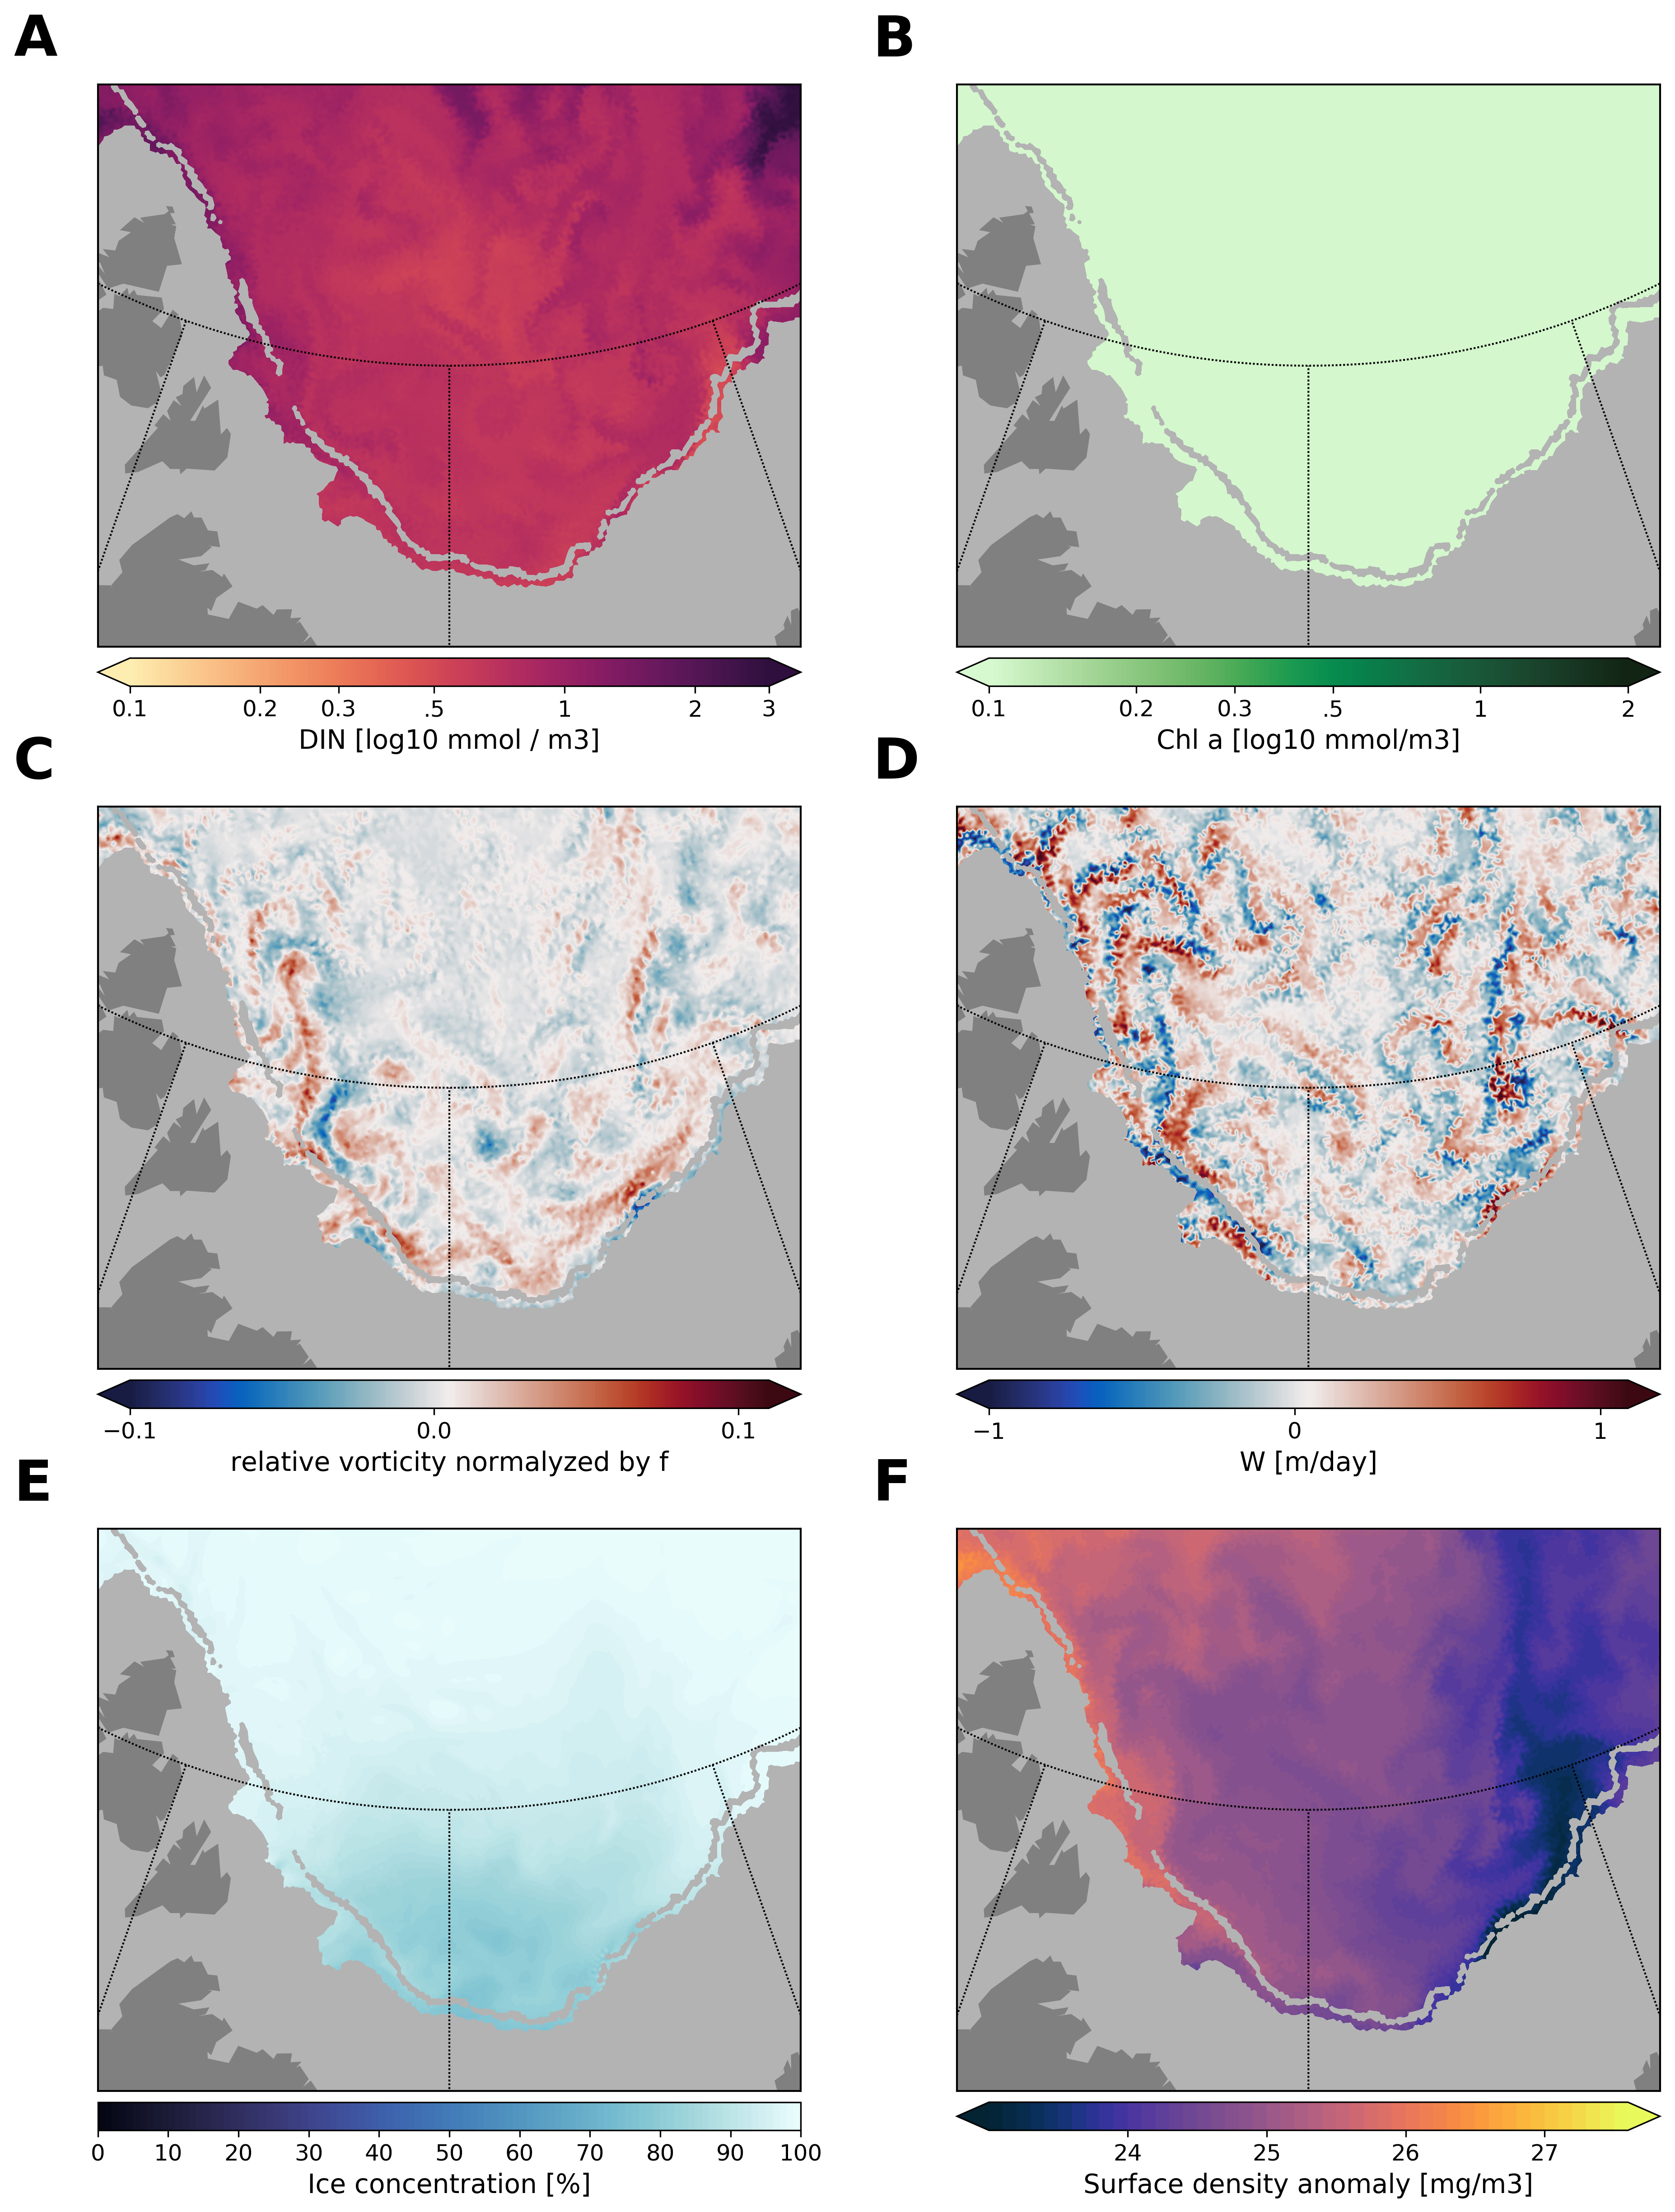 A
B
0.1 0.2 0.3 .5 1 2 3
DIN [log10 mmol / m3]
0.1 0.2 0.3 .5 1 2
Chl a [log10 mmol/m3]
C
D
−0.1 0.0 0.1
relative vorticity normalyzed by f
−1 0 1
W [m/day]
E
F
0 10 20 30 40 50 60 70 80 90 100
Ice concentration [%]
24 25 26 27
Surface density anomaly [mg/m3]